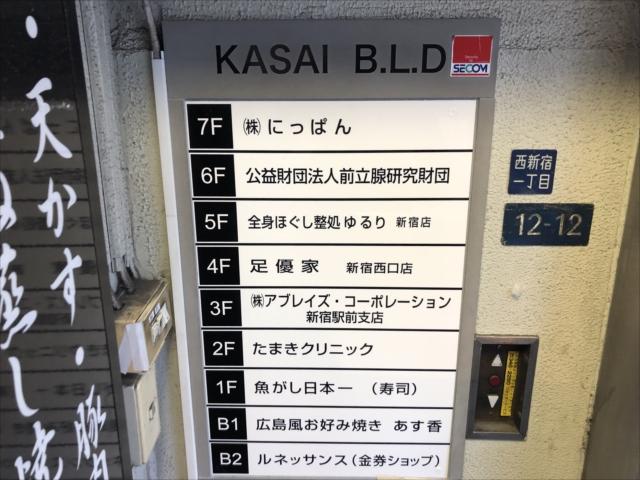 KASAI B.L.D
SECOM
7F ㈱にっぱん
6F 公益財団法人前立腺研究財団
5F 全身ほぐし整処 ゆるり 新宿店
4F 足優家 新宿西口店
3F ㈱アブレイズ・コーポレーション
新宿駅前支店
2F たまきクリニック
1F 魚がし日本一 (寿司)
B1 広島風お好み焼き あす香
B2 ルネッサンス(金券ショップ)
西新宿
一丁目
12-12
・天かす・豚肉
蒸し焼